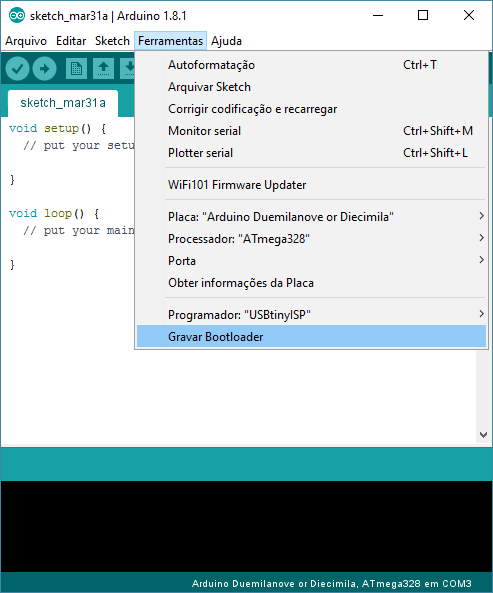 sketch_mar31a | Arduino 1.8.1
Arquivo Editar Sketch Ferramentas Ajuda
sketch_mar31a
void setup() {
// put your setu
}
void loop() {
// put your main
}
Autoformatação Ctrl+T
Arquivar Sketch
Corrigir codificação e recarregar
Monitor serial Ctrl+Shift+M
Plotter serial Ctrl+Shift+L
WiFi101 Firmware Updater
Placa: "Arduino Duemilanove or Diecimila"
Processador: "ATmega328"
Porta
Obter informações da Placa
Programador: "USBtinyISP"
Gravar Bootloader
Arduino Duemilanove or Diecimila, ATmega328 em COM3